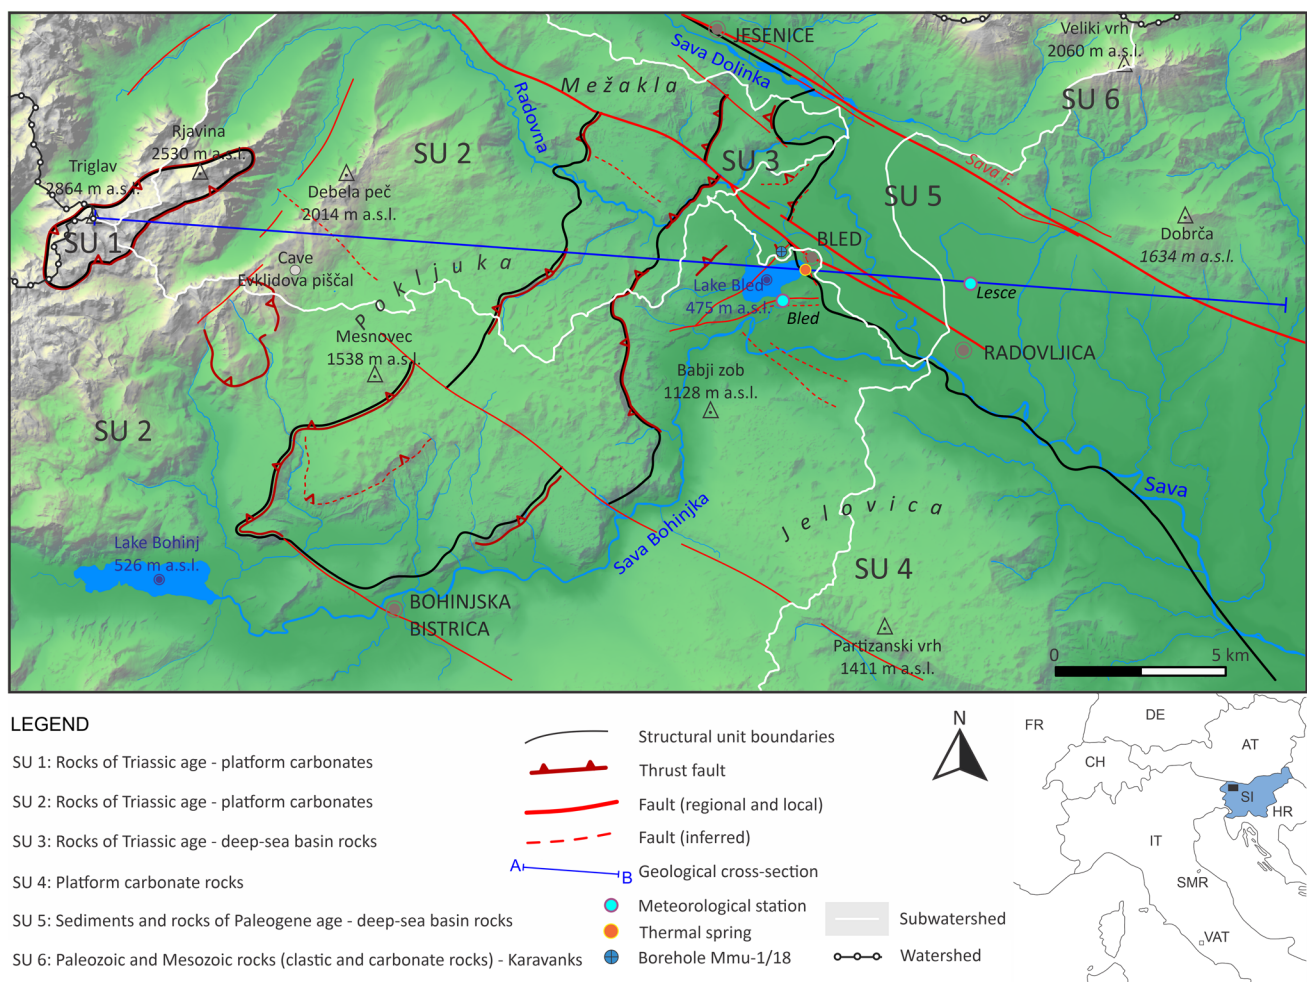 JESENICE
Sava Dolinka
Veliki vrh
2060 m a.s.l.
Mežakla
SU 6
Radovna
Rjavina
2530 m a.s.l.
SU 2
SU 3
Sava F.
Triglav
2864 m a.s.l.
Debela peč
2014 m a.s.l.
SU 5
SU 1
BLED
Dobrča
1634 m a.s.l.
Cave
Evklidova piščal
Pokljuka
Lake Bled
475 m a.s.l.
Lesce
Bled
Mesnovec
1538 m a.s.l.
RADOVLJICA
Babji zob
1128 m a.s.l.
SU 2
Sava
Jelovica
Sava Bohinjka
Lake Bohinj
526 m a.s.l.
SU 4
BOHINJSKA
BISTRICA
Partizanski vrh
1411 m a.s.l.
0 5 km
LEGEND
SU 1: Rocks of Triassic age - platform carbonates
SU 2: Rocks of Triassic age - platform carbonates
SU 3: Rocks of Triassic age - deep-sea basin rocks
SU 4: Platform carbonate rocks
SU 5: Sediments and rocks of Paleogene age - deep-sea basin rocks
SU 6: Paleozoic and Mesozoic rocks (clastic and carbonate rocks) - Karavanks
Structural unit boundaries
Thrust fault
Fault (regional and local)
Fault (inferred)
A B Geological cross-section
Meteorological station
Thermal spring
Borehole Mmu-1/18
Subwatershed
Watershed
N
FR
DE
AT
CH
SI
HR
IT
SMR
VAT